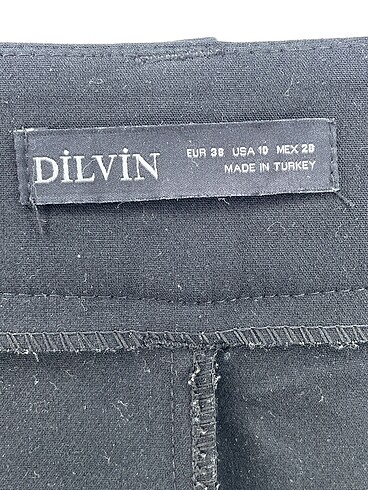 DİLVİN
EUR 38 USA 10 MEX 28
MADE IN TURKEY